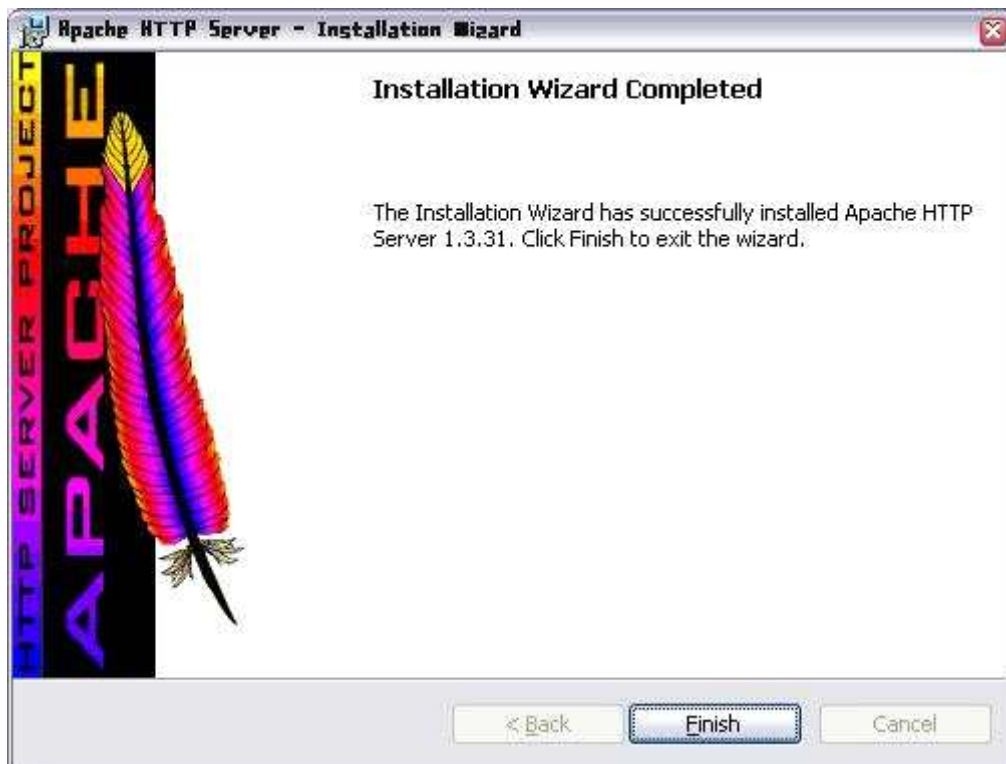 Apache HTTP Server - Installation Wizard
HTTP SERVER PROJECT
APACHE
Installation Wizard Completed
The Installation Wizard has successfully installed Apache HTTP
Server 1.3.31. Click Finish to exit the wizard.
< Back
Finish
Cancel